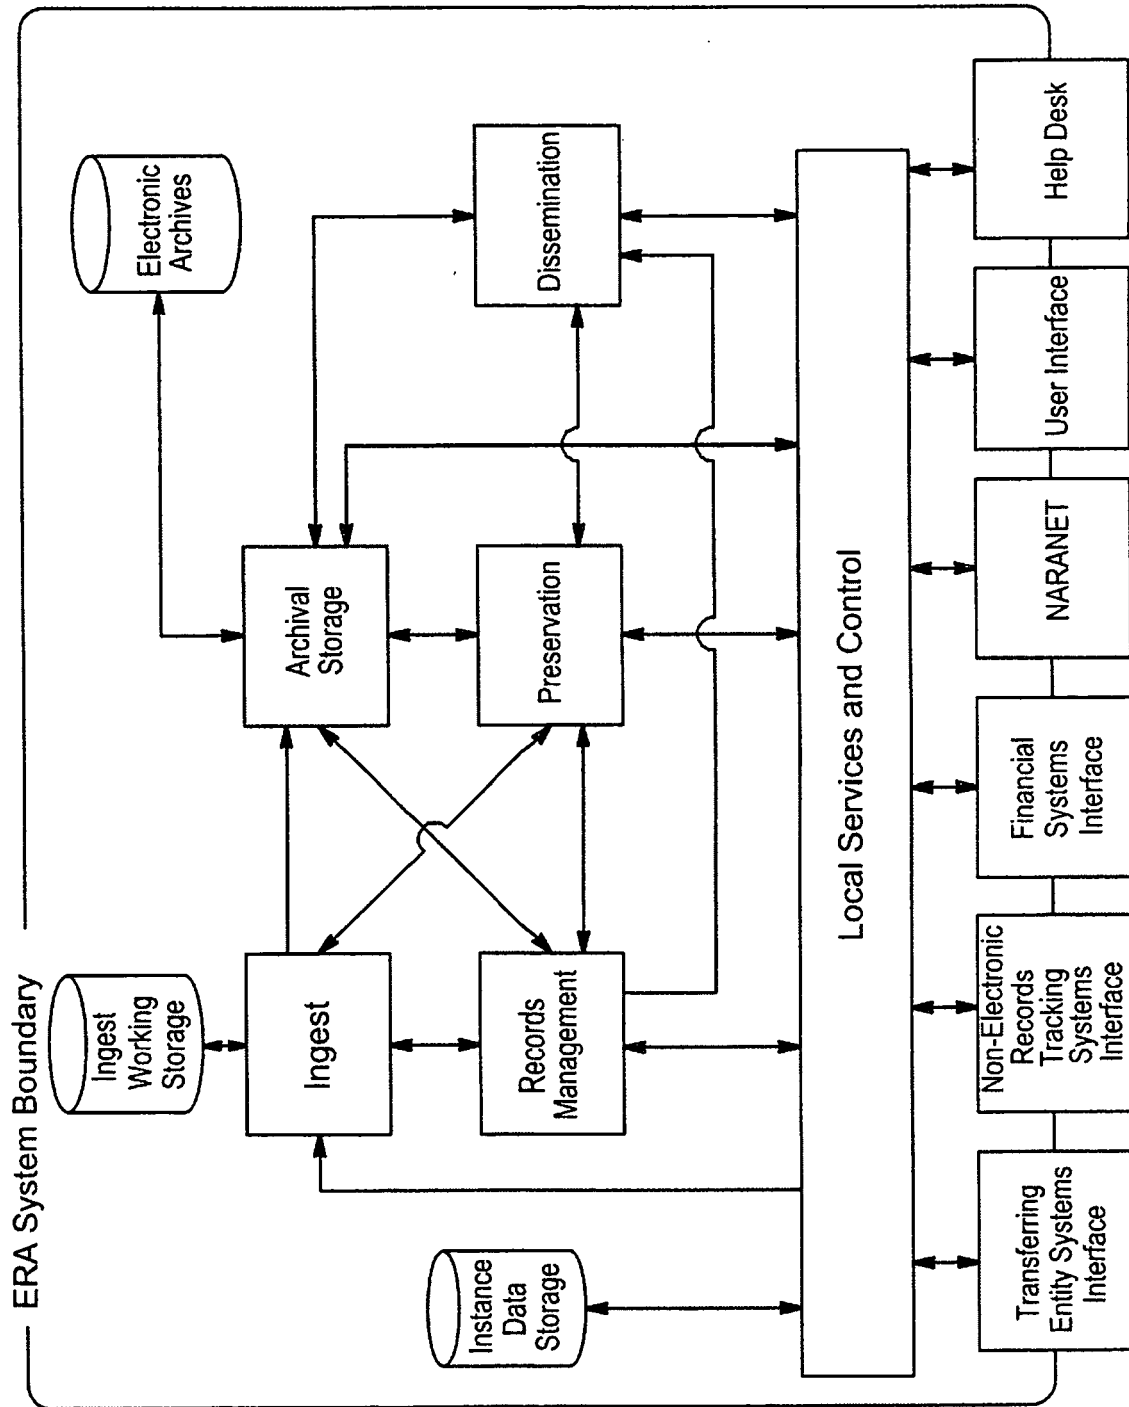 ERA System Boundary
Ingest
Working
Storage
Electronic
Archives
Ingest
Archival
Storage
Instance
Data
Storage
Records
Management
Preservation
Dissemination
Local Services and Control
Transferring
Entity Systems
Interface
Non-Electronic
Records
Tracking
Systems
Interface
Financial
Systems
Interface
NARANET
User Interface
Help Desk